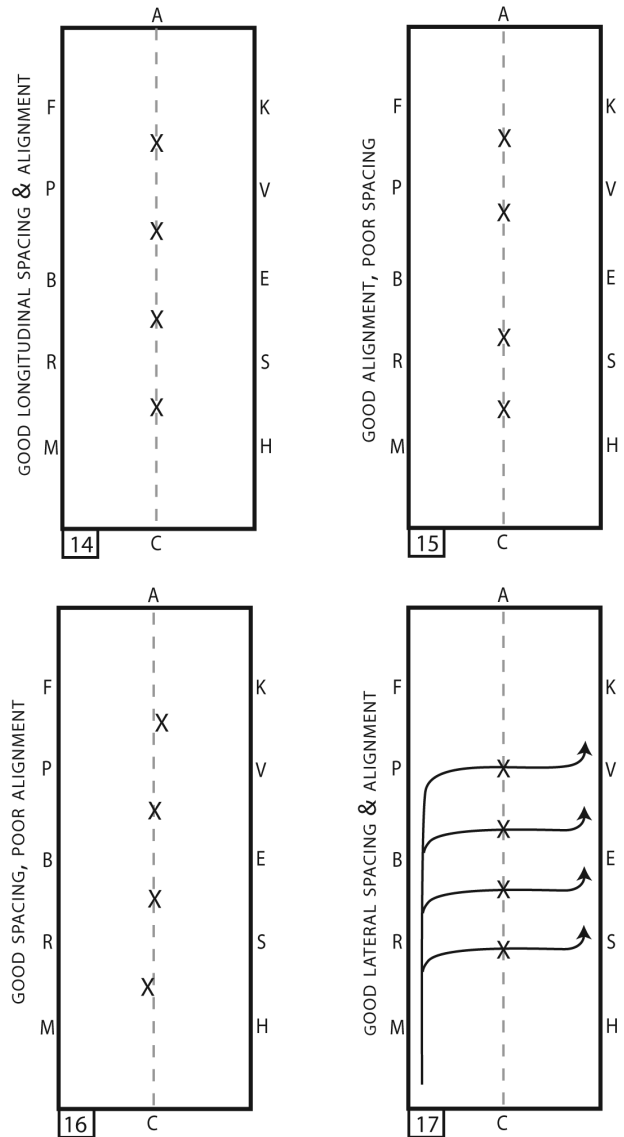 A
GOOD LONGITUDINAL SPACING & ALIGNMENT
F K
X
P V
X
B E
X
R S
X
M H
14 C
A
GOOD ALIGNMENT, POOR SPACING
F K
X
P V
X
B E
X
R S
X
M H
15 C
A
GOOD SPACING, POOR ALIGNMENT
F K
X
P V
X
B E
X
R S
X
M H
16 C
A
GOOD LATERAL SPACING & ALIGNMENT
F K
P X V
X
B E
X
R S
X
M H
17 C